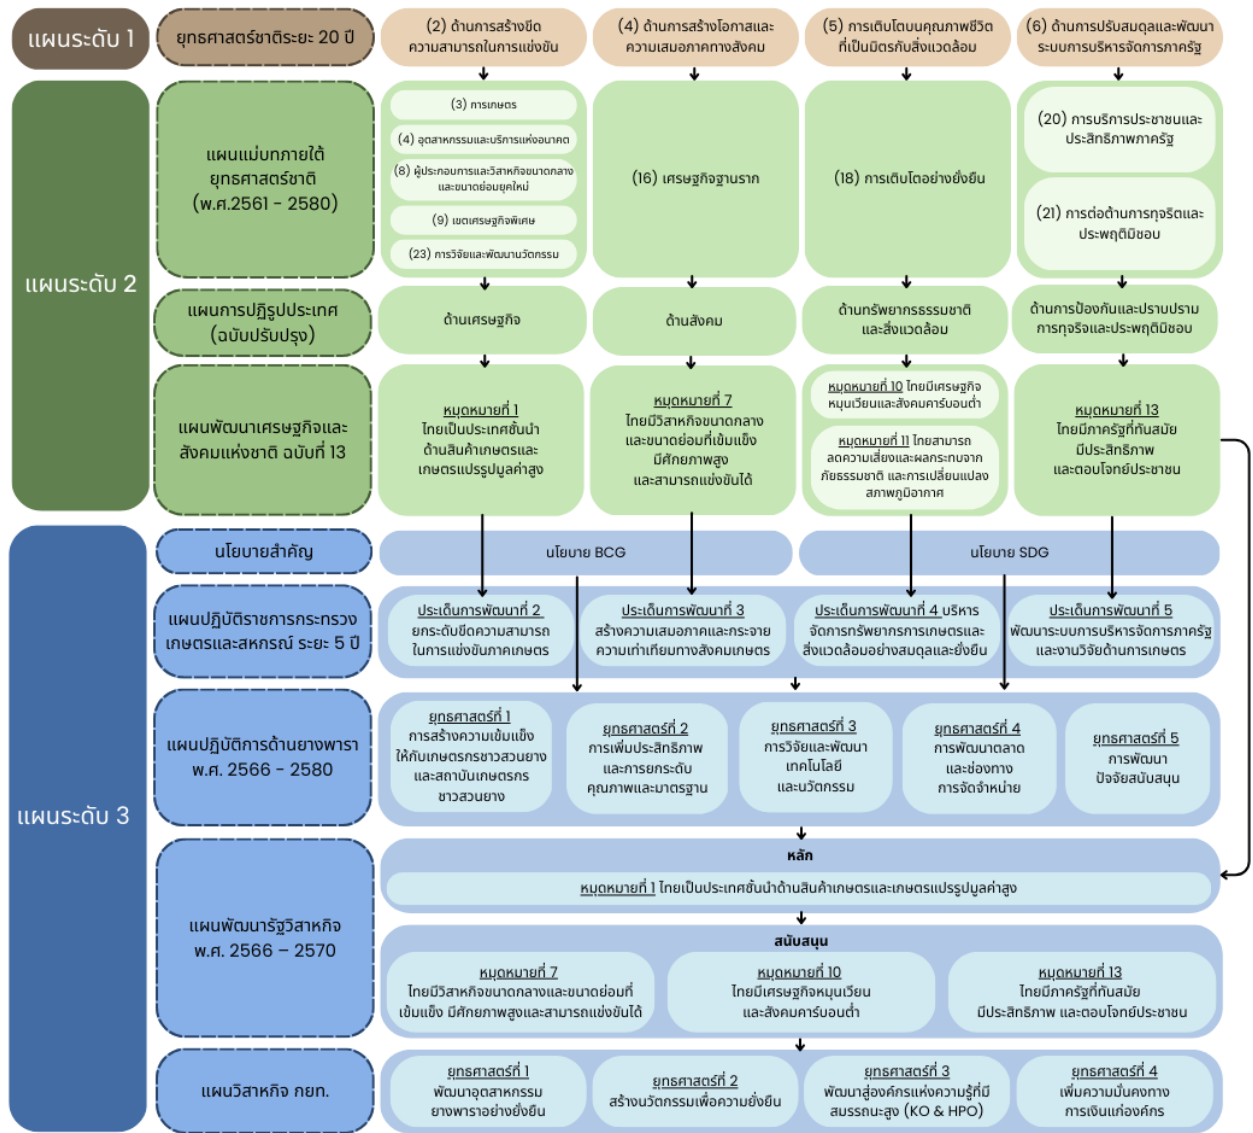 แผนระดับ 1
ยุทธศาสตร์ชาติระยะ 20 ปี
(2) ด้านการสร้างขีด
ความสามารถในการแข่งขัน
(4) ด้านการสร้างโอกาสและ
ความเสมอภาคทางสังคม
(5) การเติบโตบนคุณภาพชีวิต
ที่เป็นมิตรกับสิ่งแวดล้อม
(6) ด้านการปรับสมดุลและพัฒนา
ระบบการบริหารจัดการภาครัฐ
แผนระดับ 2
แผนแม่บทภายใต้
ยุทธศาสตร์ชาติ
(พ.ศ.2561 - 2580)
(3) การเกษตร
(4) อุตสาหกรรมและบริการแห่งอนาคต
(8) ผู้ประกอบการและวิสาหกิจขนาดกลาง
และขนาดย่อมยุคใหม่
(9) เขตเศรษฐกิจพิเศษ
(23) การวิจัยและพัฒนานวัตกรรม
(16) เศรษฐกิจฐานราก
(18) การเติบโตอย่างยั่งยืน
(20) การบริการประชาชนและ
ประสิทธิภาพภาครัฐ
(21) การต่อต้านการทุจริตและ
ประพฤติมิชอบ
แผนการปฏิรูปประเทศ
(ฉบับปรับปรุง)
ด้านเศรษฐกิจ
ด้านสังคม
ด้านทรัพยากรธรรมชาติ
และสิ่งแวดล้อม
ด้านการป้องกันและปราบปราม
การทุจริจและประพฤติมิชอบ
แผนพัฒนาเศรษฐกิจและ
สังคมแห่งชาติ ฉบับที่ 13
หมุดหมายที่ 1
ไทยเป็นประเทศชั้นนำ
ด้านสินค้าเกษตรและ
เกษตรแปรรูปมูลค่าสูง
หมุดหมายที่ 7
ไทยมีวิสาหกิจขนาดกลาง
และขนาดย่อมที่เข้มแข็ง
มีศักยภาพสูง
และสามารถแข่งขันได้
หมุดหมายที่ 10 ไทยมีเศรษฐกิจ
หมุนเวียนและสังคมคาร์บอนต่ำ
หมุดหมายที่ 11 ไทยสามารถ
ลดความเสี่ยงและผลกระทบจาก
ภัยธรรมชาติ และการเปลี่ยนแปลง
สภาพภูมิอากาศ
หมุดหมายที่ 13
ไทยมีภาครัฐที่ทันสมัย
มีประสิทธิภาพ
และตอบโจทย์ประชาชน
แผนระดับ 3
นโยบายสำคัญ
นโยบาย BCG
นโยบาย SDG
แผนปฏิบัติราชการกระทรวง
เกษตรและสหกรณ์ ระยะ 5 ปี
ประเด็นการพัฒนาที่ 2
ยกระดับขีดความสามารถ
ในการแข่งขันภาคเกษตร
ประเด็นการพัฒนาที่ 3
สร้างความเสมอภาคและกระจาย
ความเท่าเทียมทางสังคมเกษตร
ประเด็นการพัฒนาที่ 4 บริหาร
จัดการทรัพยากรการเกษตรและ
สิ่งแวดล้อมอย่างสมดุลและยั่งยืน
ประเด็นการพัฒนาที่ 5
พัฒนาระบบการบริหารจัดการภาครัฐ
และงานวิจัยด้านการเกษตร
แผนปฏิบัติการด้านยางพารา
พ.ศ. 2566 - 2580
ยุทธศาสตร์ที่ 1
การสร้างความเข้มแข็ง
ให้กับเกษตรกรชาวสวนยาง
และสถาบันเกษตรกร
ชาวสวนยาง
ยุทธศาสตร์ที่ 2
การเพิ่มประสิทธิภาพ
และการยกระดับ
คุณภาพและมาตรฐาน
ยุทธศาสตร์ที่ 3
การวิจัยและพัฒนา
เทคโนโลยี
และนวัตกรรม
ยุทธศาสตร์ที่ 4
การพัฒนาตลาด
และช่องทาง
การจัดจำหน่าย
ยุทธศาสตร์ที่ 5
การพัฒนา
ปัจจัยสนับสนุน
แผนพัฒนารัฐวิสาหกิจ
พ.ศ. 2566 – 2570
หลัก
หมุดหมายที่ 1 ไทยเป็นประเทศชั้นนำด้านสินค้าเกษตรและเกษตรแปรรูปมูลค่าสูง
สนับสนุน
หมุดหมายที่ 7
ไทยมีวิสาหกิจขนาดกลางและขนาดย่อมที่
เข้มแข็ง มีศักยภาพสูงและสามารถแข่งขันได้
หมุดหมายที่ 10
ไทยมีเศรษฐกิจหมุนเวียน
และสังคมคาร์บอนต่ำ
หมุดหมายที่ 13
ไทยมีภาครัฐที่ทันสมัย
มีประสิทธิภาพ และตอบโจทย์ประชาชน
แผนวิสาหกิจ กยท.
ยุทธศาสตร์ที่ 1
พัฒนาอุตสาหกรรม
ยางพาราอย่างยั่งยืน
ยุทธศาสตร์ที่ 2
สร้างนวัตกรรมเพื่อความยั่งยืน
ยุทธศาสตร์ที่ 3
พัฒนาสู่องค์กรแห่งความรู้ที่มี
สมรรถนะสูง (KO & HPO)
ยุทธศาสตร์ที่ 4
เพิ่มความมั่นคงทาง
การเงินแก่องค์กร